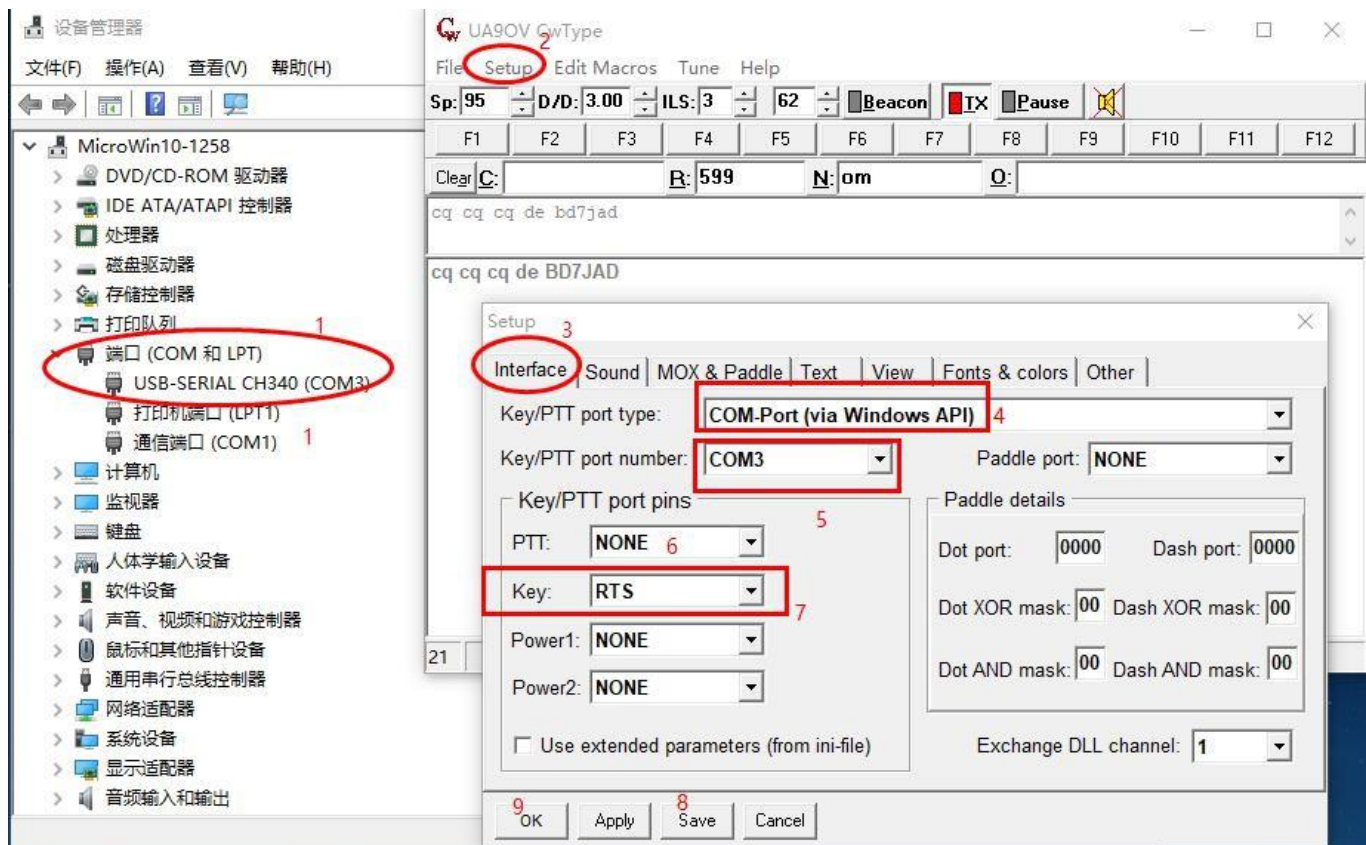 设备管理器
文件(F) 操作(A) 查看(V) 帮助(H)
MicroWin10-1258
DVD/CD-ROM 驱动器
IDE ATA/ATAPI 控制器
处理器
磁盘驱动器
存储控制器
打印队列
1
端口 (COM 和 LPT)
USB-SERIAL CH340 (COM3)
打印机端口 (LPT1)
通信端口 (COM1)
1
计算机
监视器
键盘
人体学输入设备
软件设备
声音、视频和游戏控制器
鼠标和其他指针设备
通用串行总线控制器
网络适配器
系统设备
显示适配器
音频输入和输出
UA9OV CwType
2
File Setup Edit Macros Tune Help
Sp: 95 D/D: 3.00 ILS: 3 62 Beacon TX Pause
F1 F2 F3 F4 F5 F6 F7 F8 F9 F10 F11 F12
Clear C: R: 599 N: om O:
cq cq cq de bd7jad
cq cq cq de BD7JAD
21
Setup
3
Interface Sound MOX & Paddle Text View Fonts & colors Other
Key/PTT port type: COM-Port (via Windows API) 4
Key/PTT port number: COM3 Paddle port: NONE
5
Key/PTT port pins
PTT: NONE 6
Key: RTS 7
Power1: NONE
Power2: NONE
Use extended parameters (from ini-file)
Paddle details
Dot port: 0000 Dash port: 0000
Dot XOR mask: 00 Dash XOR mask: 00
Dot AND mask: 00 Dash AND mask: 00
Exchange DLL channel: 1
9 8
OK Apply Save Cancel